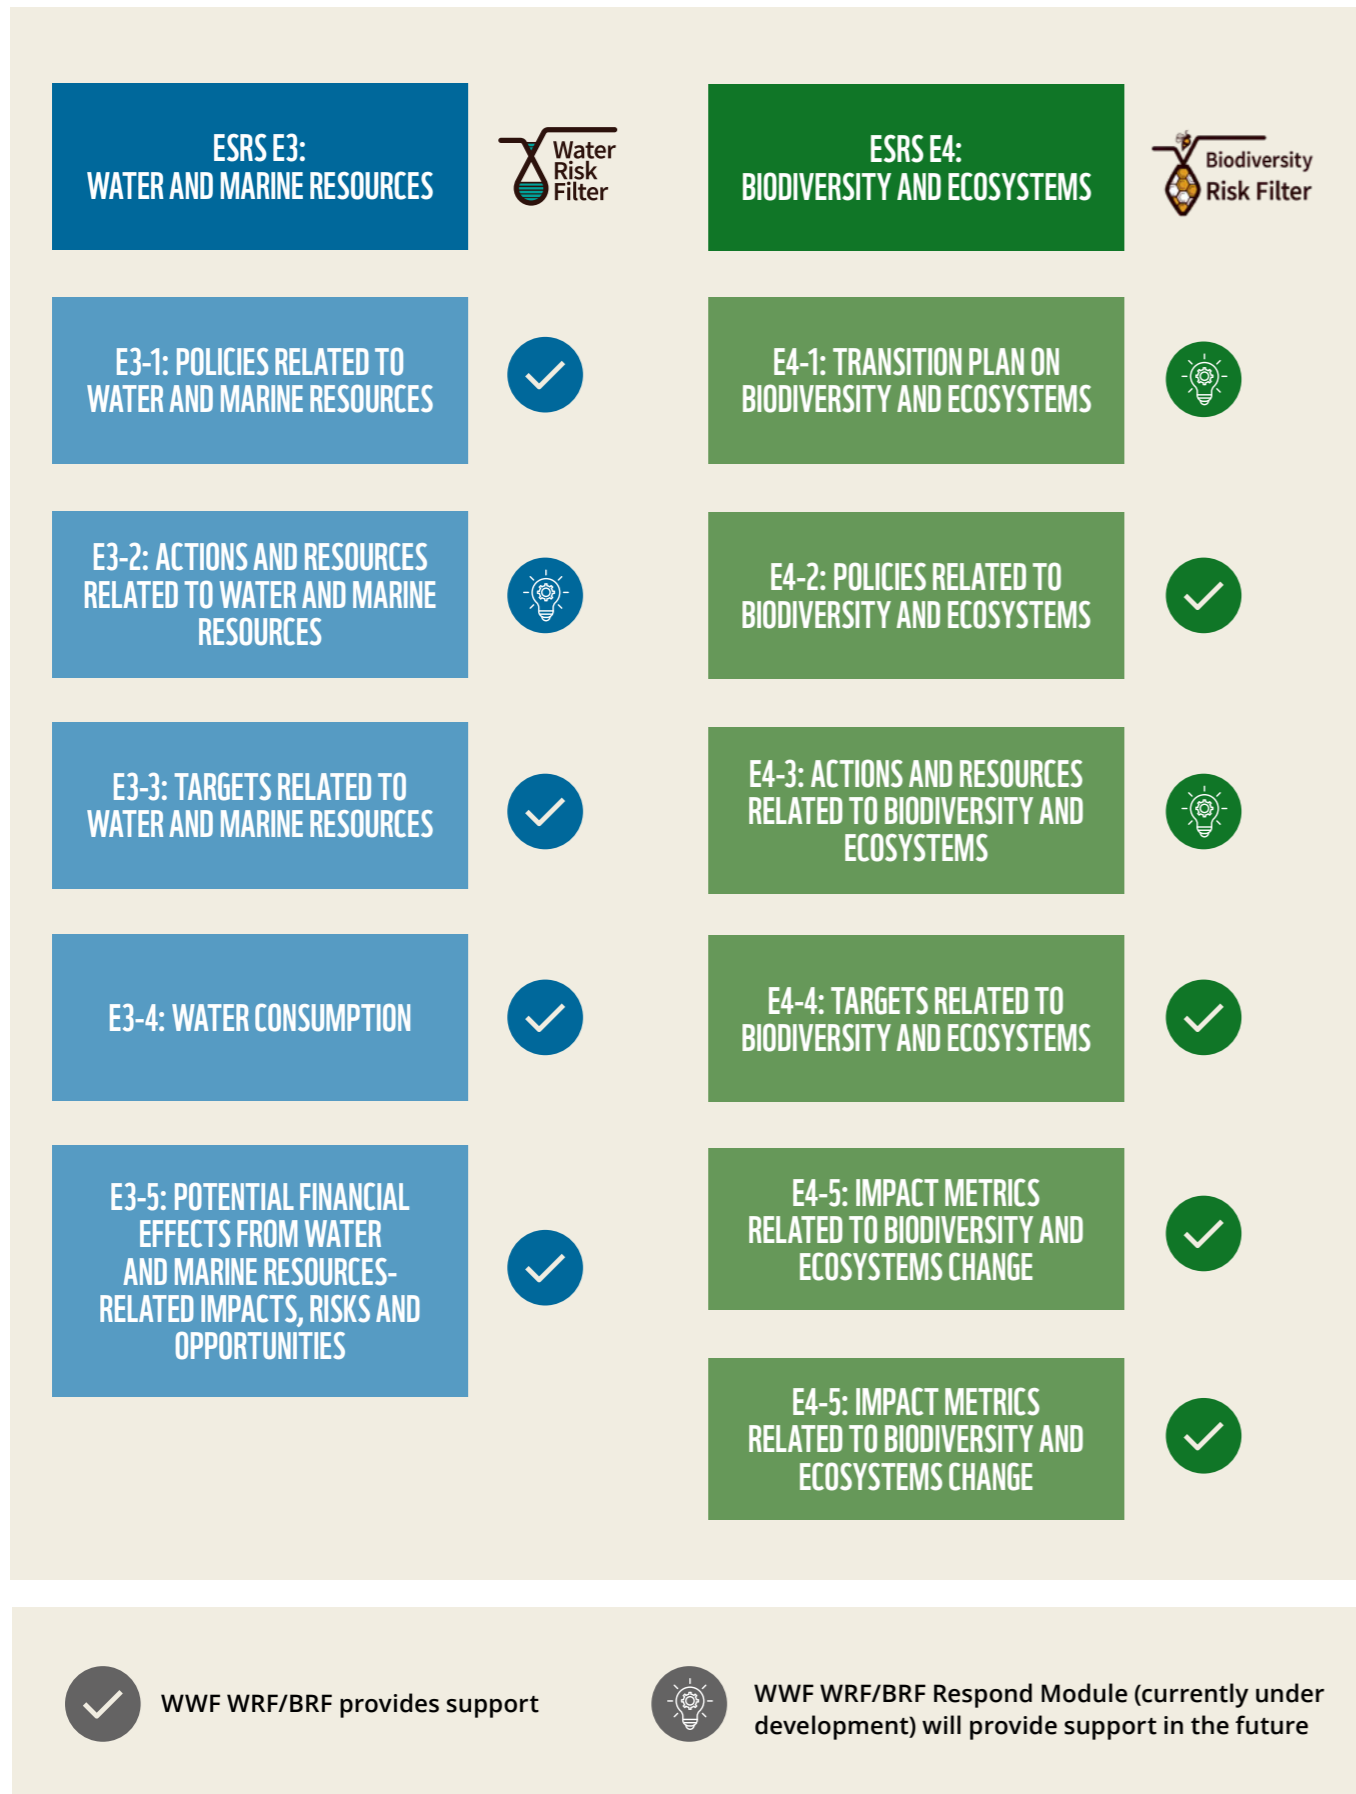 ESRS E3:
WATER AND MARINE RESOURCES
Water
Risk
Filter
E3-1: POLICIES RELATED TO
WATER AND MARINE RESOURCES
E3-2: ACTIONS AND RESOURCES
RELATED TO WATER AND MARINE
RESOURCES
E3-3: TARGETS RELATED TO
WATER AND MARINE RESOURCES
E3-4: WATER CONSUMPTION
E3-5: POTENTIAL FINANCIAL
EFFECTS FROM WATER
AND MARINE RESOURCES-
RELATED IMPACTS, RISKS AND
OPPORTUNITIES
ESRS E4:
BIODIVERSITY AND ECOSYSTEMS
Biodiversity
Risk Filter
E4-1: TRANSITION PLAN ON
BIODIVERSITY AND ECOSYSTEMS
E4-2: POLICIES RELATED TO
BIODIVERSITY AND ECOSYSTEMS
E4-3: ACTIONS AND RESOURCES
RELATED TO BIODIVERSITY AND
ECOSYSTEMS
E4-4: TARGETS RELATED TO
BIODIVERSITY AND ECOSYSTEMS
E4-5: IMPACT METRICS
RELATED TO BIODIVERSITY AND
ECOSYSTEMS CHANGE
E4-5: IMPACT METRICS
RELATED TO BIODIVERSITY AND
ECOSYSTEMS CHANGE
WWF WRF/BRF provides support
WWF WRF/BRF Respond Module (currently under
development) will provide support in the future